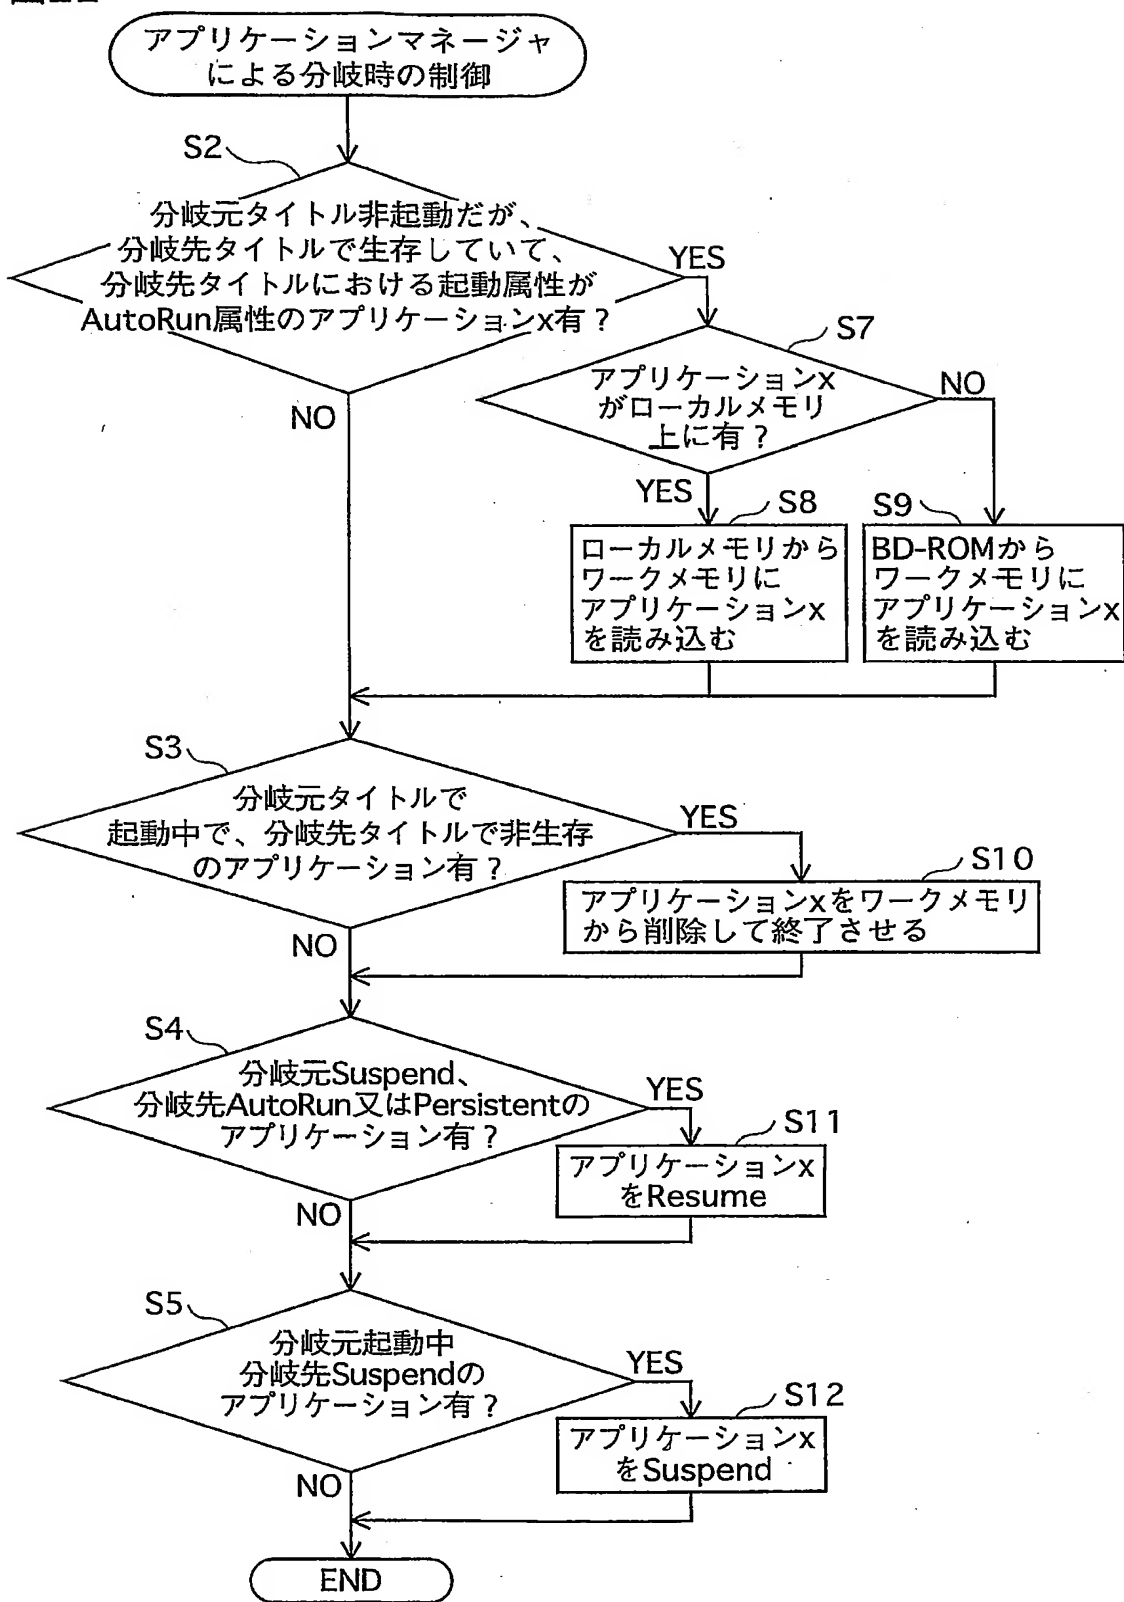 アプリケーションマネージャ
による分岐時の制御
S2
分岐元タイトル非起動だが、
分岐先タイトルで生存していて、
分岐先タイトルにおける起動属性が
AutoRun属性のアプリケーションx有？
YES
NO
S7
アプリケーションx
がローカルメモリ
上に有？
NO
YES
S8
ローカルメモリから
ワークメモリに
アプリケーションx
を読み込む
S9
BD-ROMから
ワークメモリに
アプリケーションx
を読み込む
S3
分岐元タイトルで
起動中で、分岐先タイトルで非生存
のアプリケーション有？
YES
NO
S10
アプリケーションxをワークメモリ
から削除して終了させる
S4
分岐元Suspend、
分岐先AutoRun又はPersistentの
アプリケーション有？
YES
NO
S11
アプリケーションx
をResume
S5
分岐元起動中
分岐先Suspendの
アプリケーション有？
YES
NO
S12
アプリケーションx
をSuspend
END